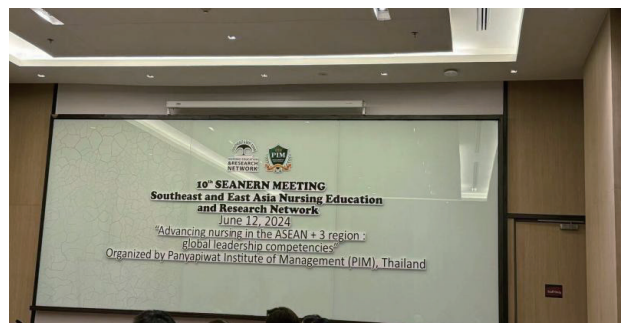 & RESEARCH
NETWORK
PIM
10th SEANERN MEETING
Southeast and East Asia Nursing Education
and Research Network
June 12, 2024
"Advancing nursing in the ASEAN + 3 region :
global leadership competencies"
Organized by Panyapiwat Institute of Management (PIM), Thailand